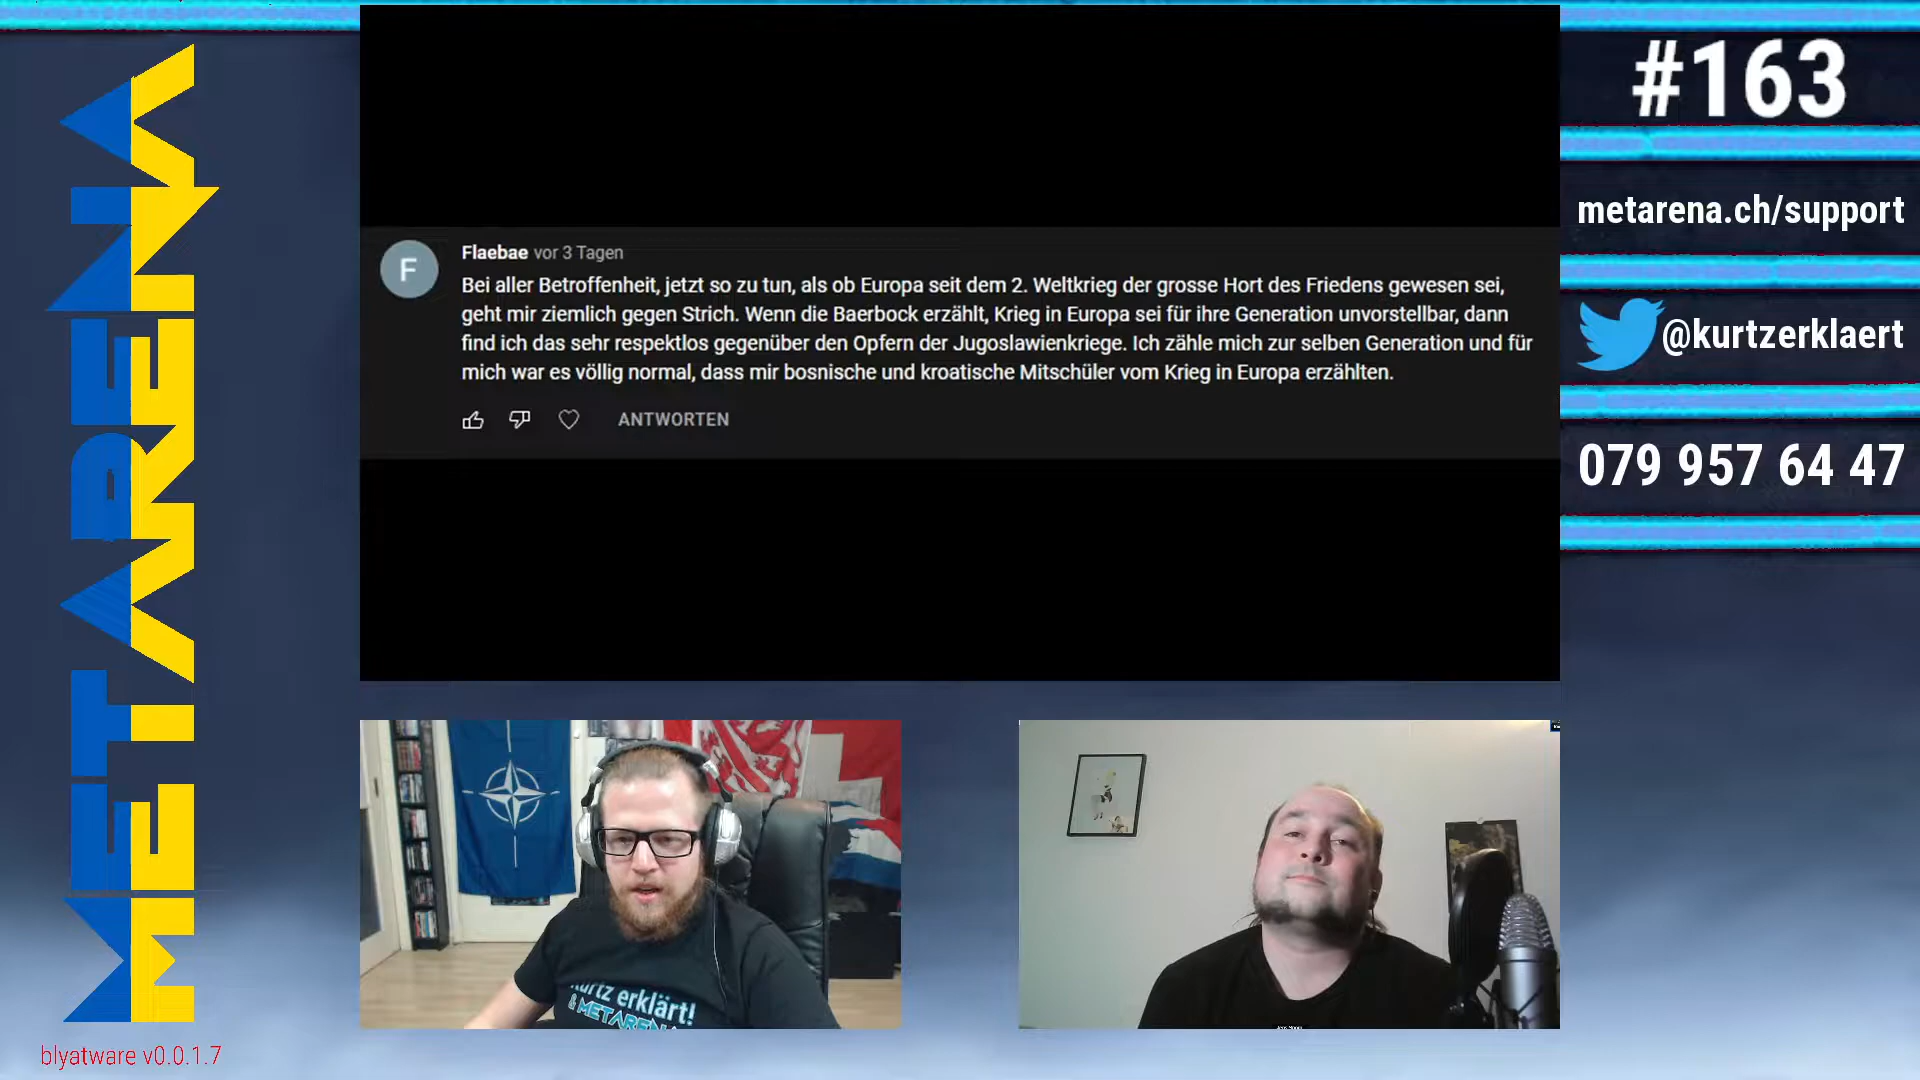 METARENA
#163
metarena.ch/support
@kurtzerklaert
079 957 64 47
F
Flaebae vor 3 Tagen
Bei aller Betroffenheit, jetzt so zu tun, als ob Europa seit dem 2. Weltkrieg der grosse Hort des Friedens gewesen sei,
geht mir ziemlich gegen Strich. Wenn die Baerbock erzählt, Krieg in Europa sei für ihre Generation unvorstellbar, dann
find ich das sehr respektlos gegenüber den Opfern der Jugoslawienkriege. Ich zähle mich zur selben Generation und für
mich war es völlig normal, dass mir bosnische und kroatische Mitschüler vom Krieg in Europa erzählten.
ANTWORTEN
kurtz erklärt!
& METARENA
blyatware v0.0.1.7